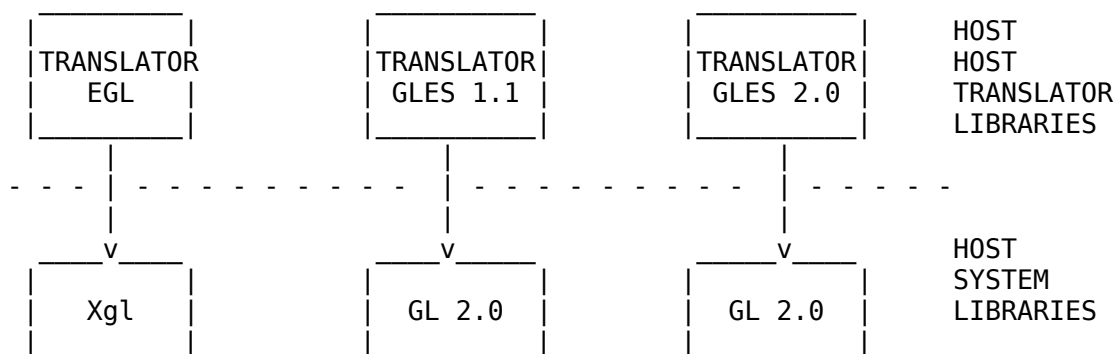 HOST
TRANSLATOR TRANSLATOR TRANSLATOR HOST
EGL GLES 1.1 GLES 2.0 TRANSLATOR
LIBRARIES
v v v HOST
SYSTEM
Xgl GL 2.0 GL 2.0 LIBRARIES